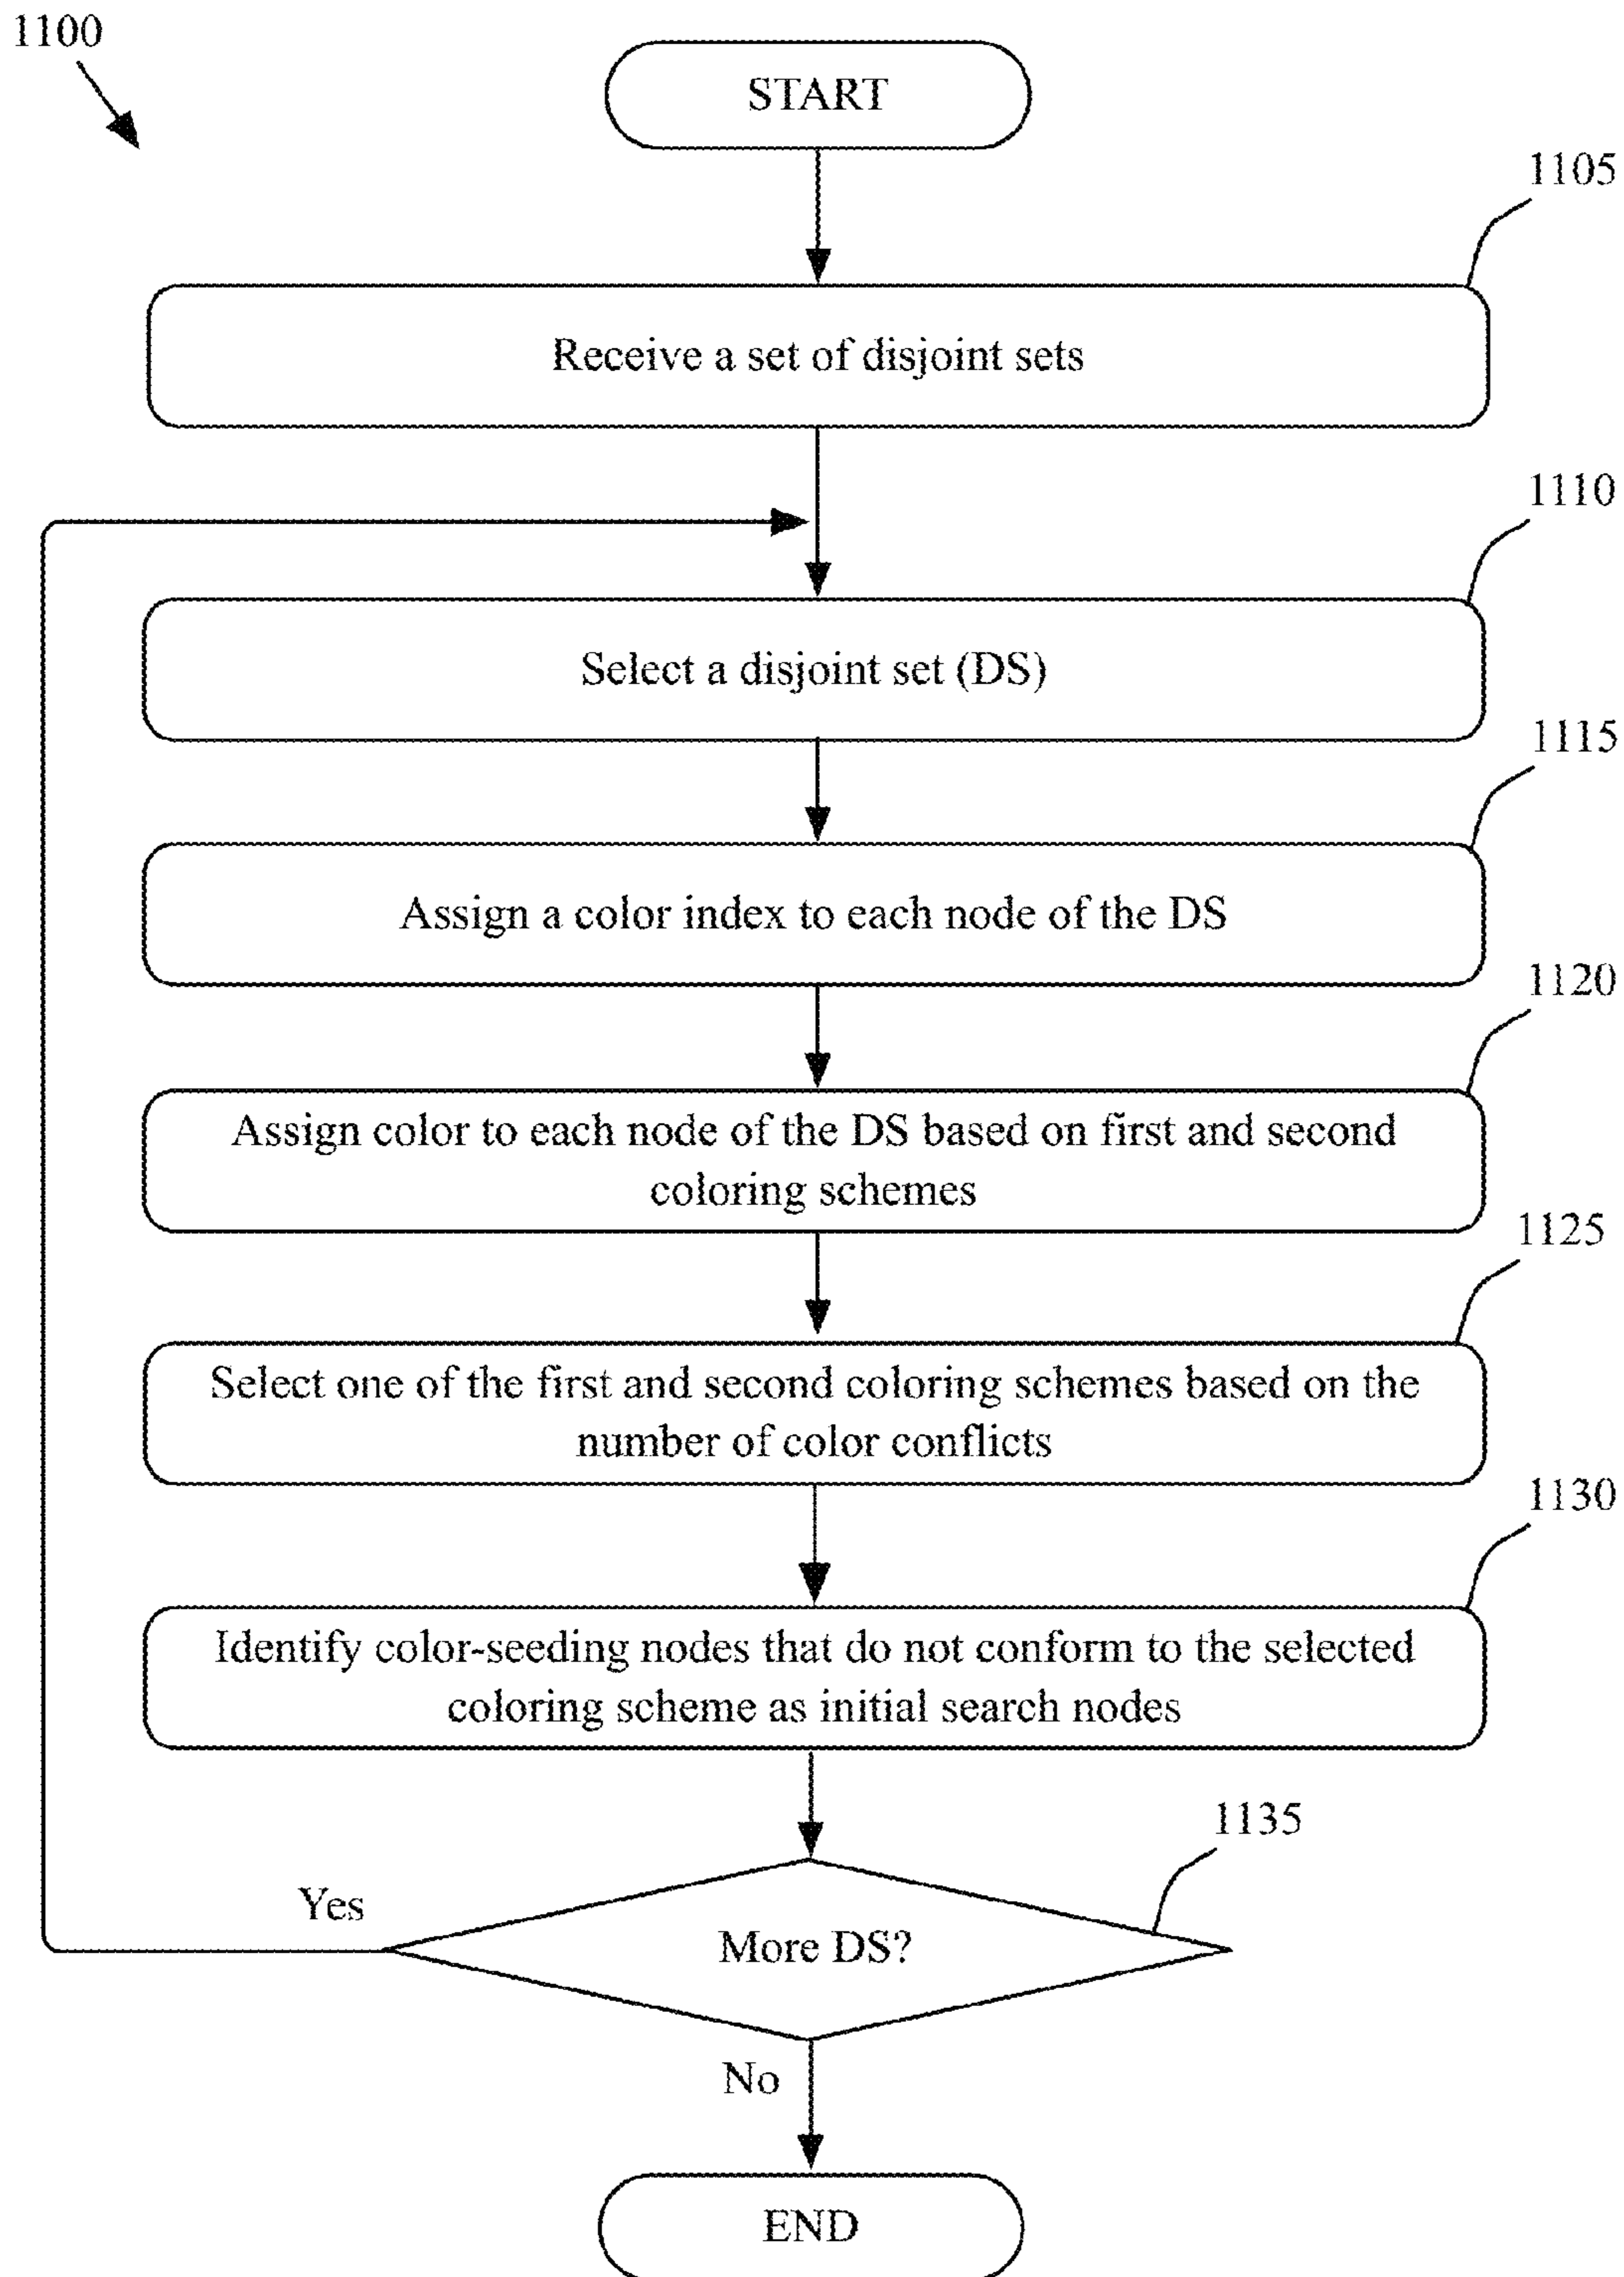 1100
START
1105
Receive a set of disjoint sets
1110
Select a disjoint set (DS)
1115
Assign a color index to each node of the DS
1120
Assign color to each node of the DS based on first and second
coloring schemes
1125
Select one of the first and second coloring schemes based on the
number of color conflicts
1130
Identify color-seeding nodes that do not conform to the selected
coloring scheme as initial search nodes
1135
Yes
More DS?
No
END